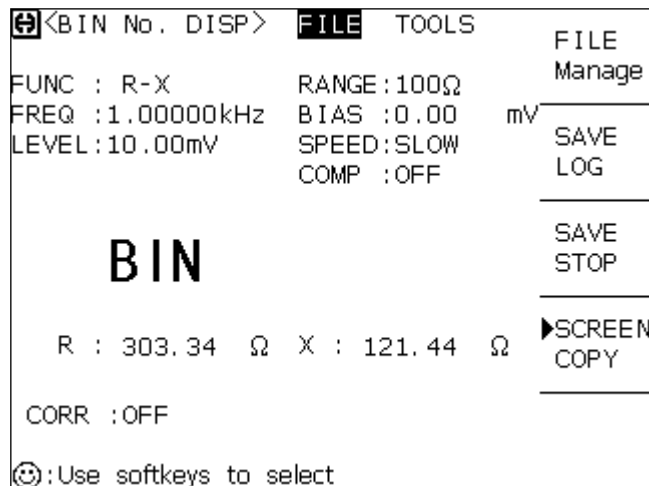 <BIN No. DISP> FILE TOOLS
FUNC : R-X RANGE:100Ω
FREQ :1.00000kHz BIAS :0.00 mV
LEVEL:10.00mV SPEED:SLOW
COMP :OFF
BIN
R : 303.34 Ω X : 121.44 Ω
CORR :OFF
:Use softkeys to select
FILE
Manage
SAVE
LOG
SAVE
STOP
SCREEN
COPY